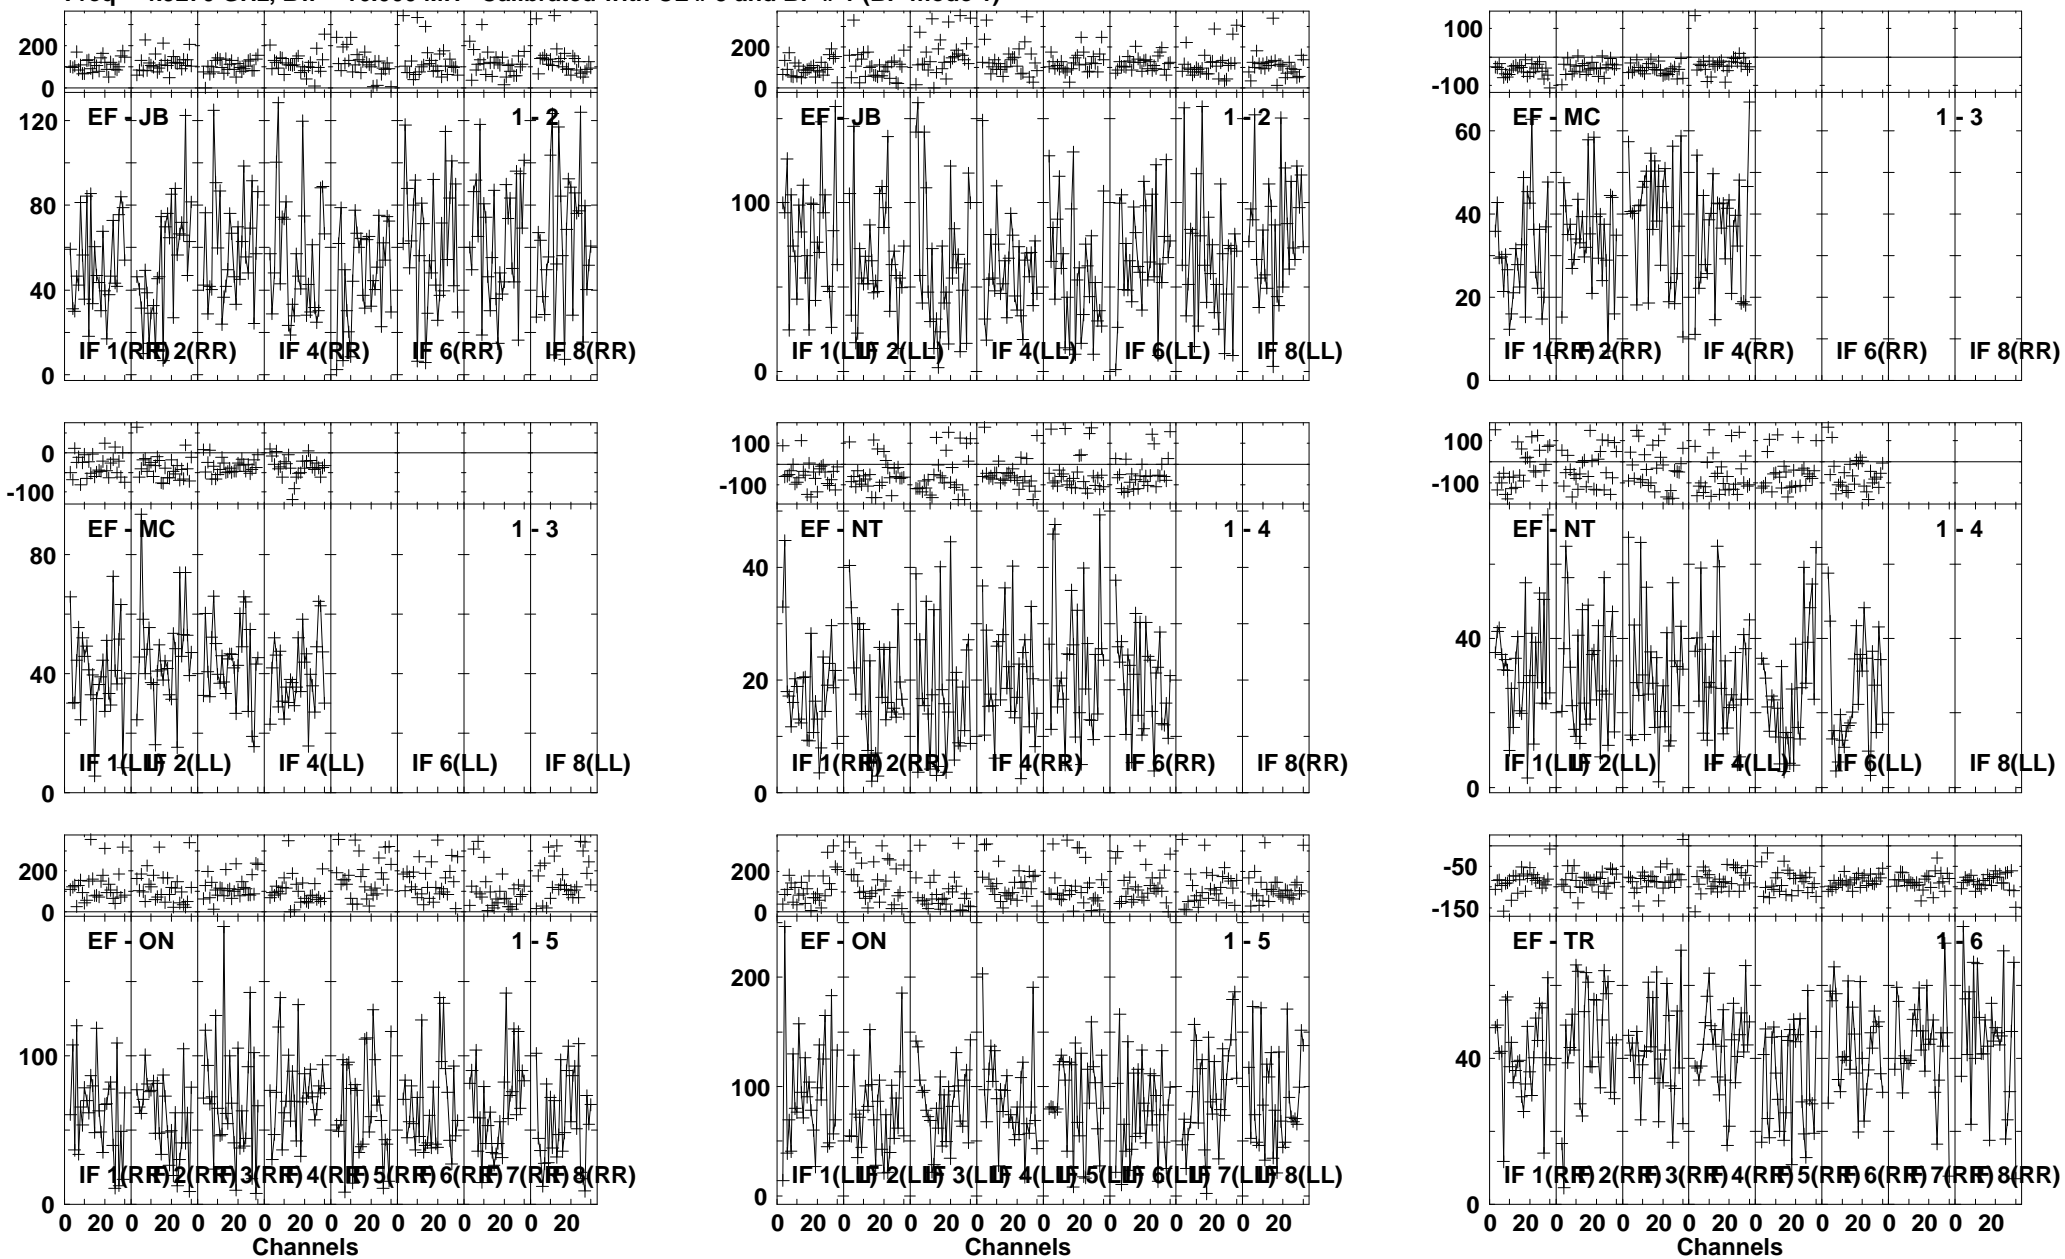 Freq GHz, Calibrated with CL # and BP # 1 (BP mode 1)
200
0
EF - JB 1 - 2
120
80
40
0
IF 1(RR) IF 2(RR) IF 4(RR) IF 6(RR) IF 8(RR)
200
0
EF - JB 1 - 2
100
0
IF 1(LL) IF 2(LL) IF 4(LL) IF 6(LL) IF 8(LL)
100
-100
EF - MC 1 - 3
60
40
20
0
IF 1(RR) IF 2(RR) IF 4(RR) IF 6(RR) IF 8(RR)
0
-100
EF - MC 1 - 3
80
40
0
IF 1(LL) IF 2(LL) IF 4(LL) IF 6(LL) IF 8(LL)
100
-100
EF - NT 1 - 4
40
20
0
IF 1(RR) IF 2(RR) IF 4(RR) IF 6(RR) IF 8(RR)
100
-100
EF - NT 1 - 4
40
0
IF 1(LL) IF 2(LL) IF 4(LL) IF 6(LL) IF 8(LL)
200
0
EF - ON 1 - 5
100
0
IF 1(RR) IF 2(RR) IF 3(RR) IF 4(RR) IF 5(RR) IF 6(RR) IF 7(RR) IF 8(RR)
0 20 0 20 0 20 0 20 0 20 0 20 0 20 0 20
Channels
200
0
EF - ON 1 - 5
200
100
0
IF 1(LL) IF 2(LL) IF 3(LL) IF 4(LL) IF 5(LL) IF 6(LL) IF 7(LL) IF 8(LL)
0 20 0 20 0 20 0 20 0 20 0 20 0 20 0 20
Channels
-50
-150
EF - TR 1 - 6
40
0
IF 1(RR) IF 2(RR) IF 3(RR) IF 4(RR) IF 5(RR) IF 6(RR) IF 7(RR) IF 8(RR)
0 20 0 20 0 20 0 20 0 20 0 20 0 20 0 20
Channels